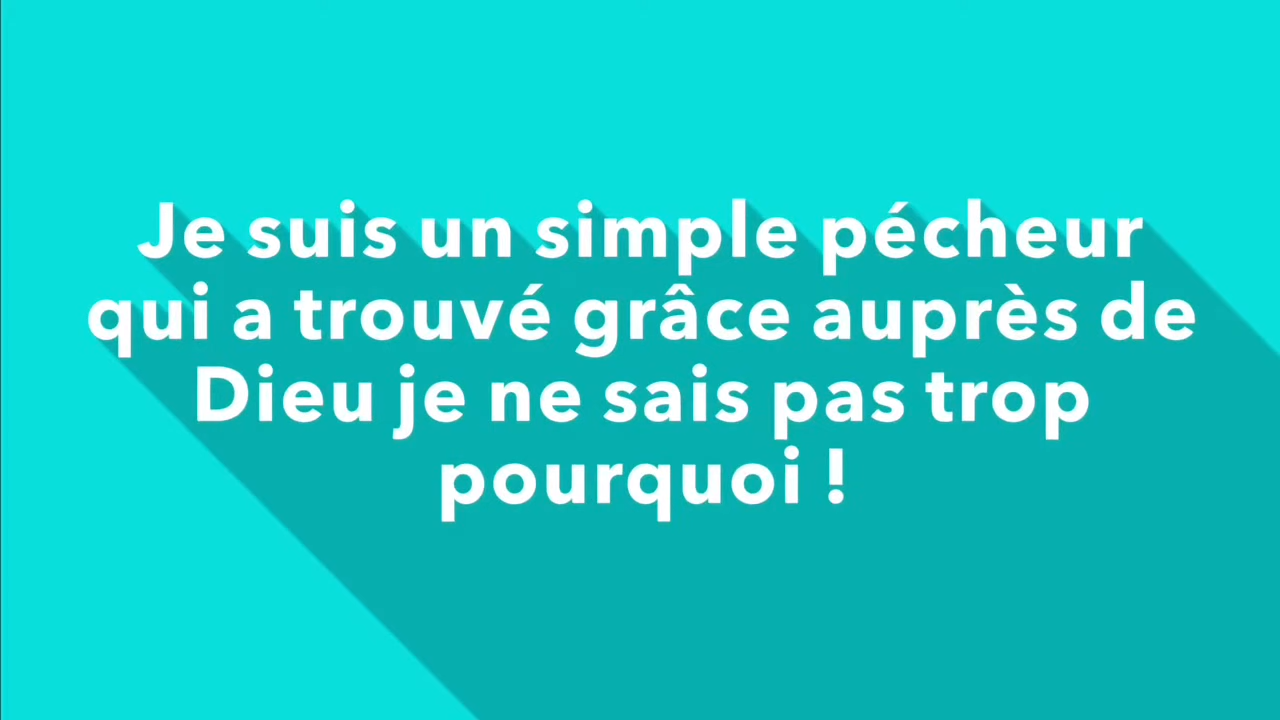 Je suis un simple pécheur
qui a trouvé grâce auprès de
Dieu je ne sais pas trop
pourquoi !